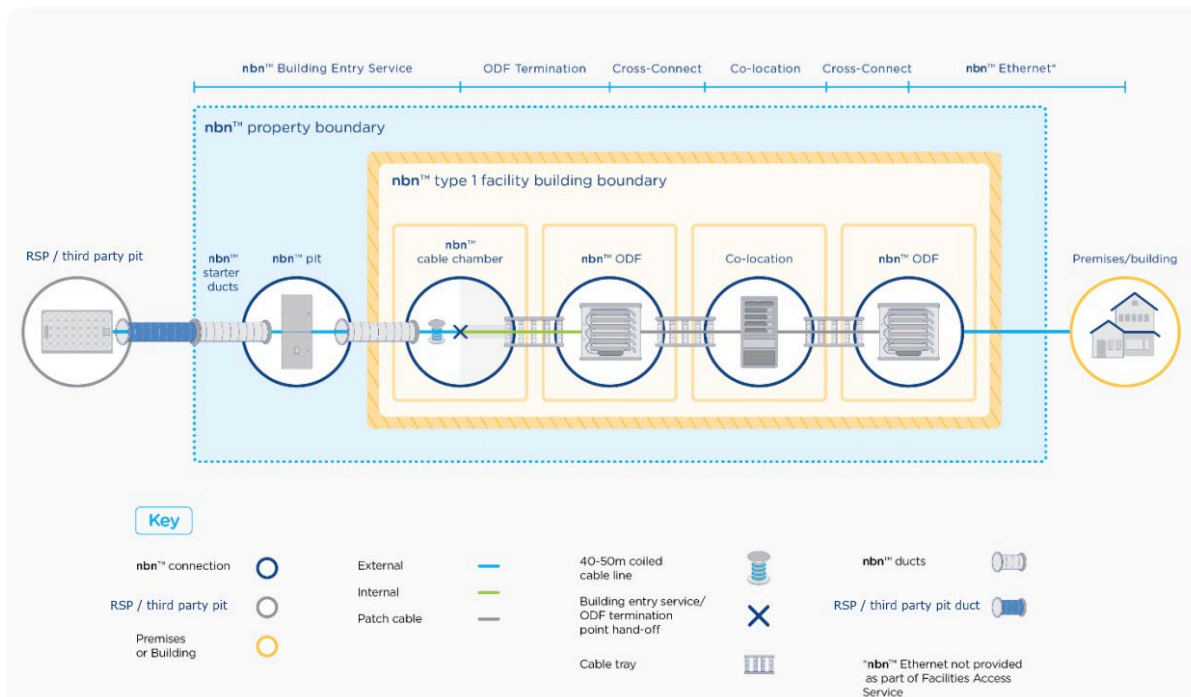 nbn™ Building Entry Service
ODF Termination
Cross-Connect
Co-location
Cross-Connect
nbn™ Ethernet*
nbn™ property boundary
nbn™ type 1 facility building boundary
RSP / third party pit
nbn™
starter
ducts
nbn™ pit
nbn™
cable chamber
nbn™ ODF
Co-location
nbn™ ODF
Premises/building
Key
nbn™ connection
RSP / third party pit
Premises
or Building
External
Internal
Patch cable
40-50m coiled
cable line
Building entry service/
ODF termination
point hand-off
Cable tray
nbn™ ducts
RSP / third party pit duct
*nbn™ Ethernet not provided
as part of Facilities Access
Service